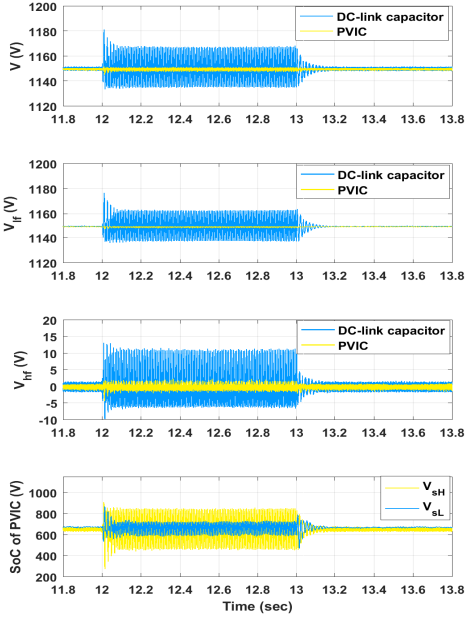 V (V)
1200
1180
1160
1140
1120
DC-link capacitor
PVIC
11.8 12 12.2 12.4 12.6 12.8 13 13.2 13.4 13.6 13.8
V_lf (V)
1200
1180
1160
1140
1120
DC-link capacitor
PVIC
11.8 12 12.2 12.4 12.6 12.8 13 13.2 13.4 13.6 13.8
V_hf (V)
20
15
10
5
0
-5
-10
DC-link capacitor
PVIC
11.8 12 12.2 12.4 12.6 12.8 13 13.2 13.4 13.6 13.8
SoC of PVIC (V)
1000
800
600
400
200
V_sH
V_sL
11.8 12 12.2 12.4 12.6 12.8 13 13.2 13.4 13.6 13.8
Time (sec)